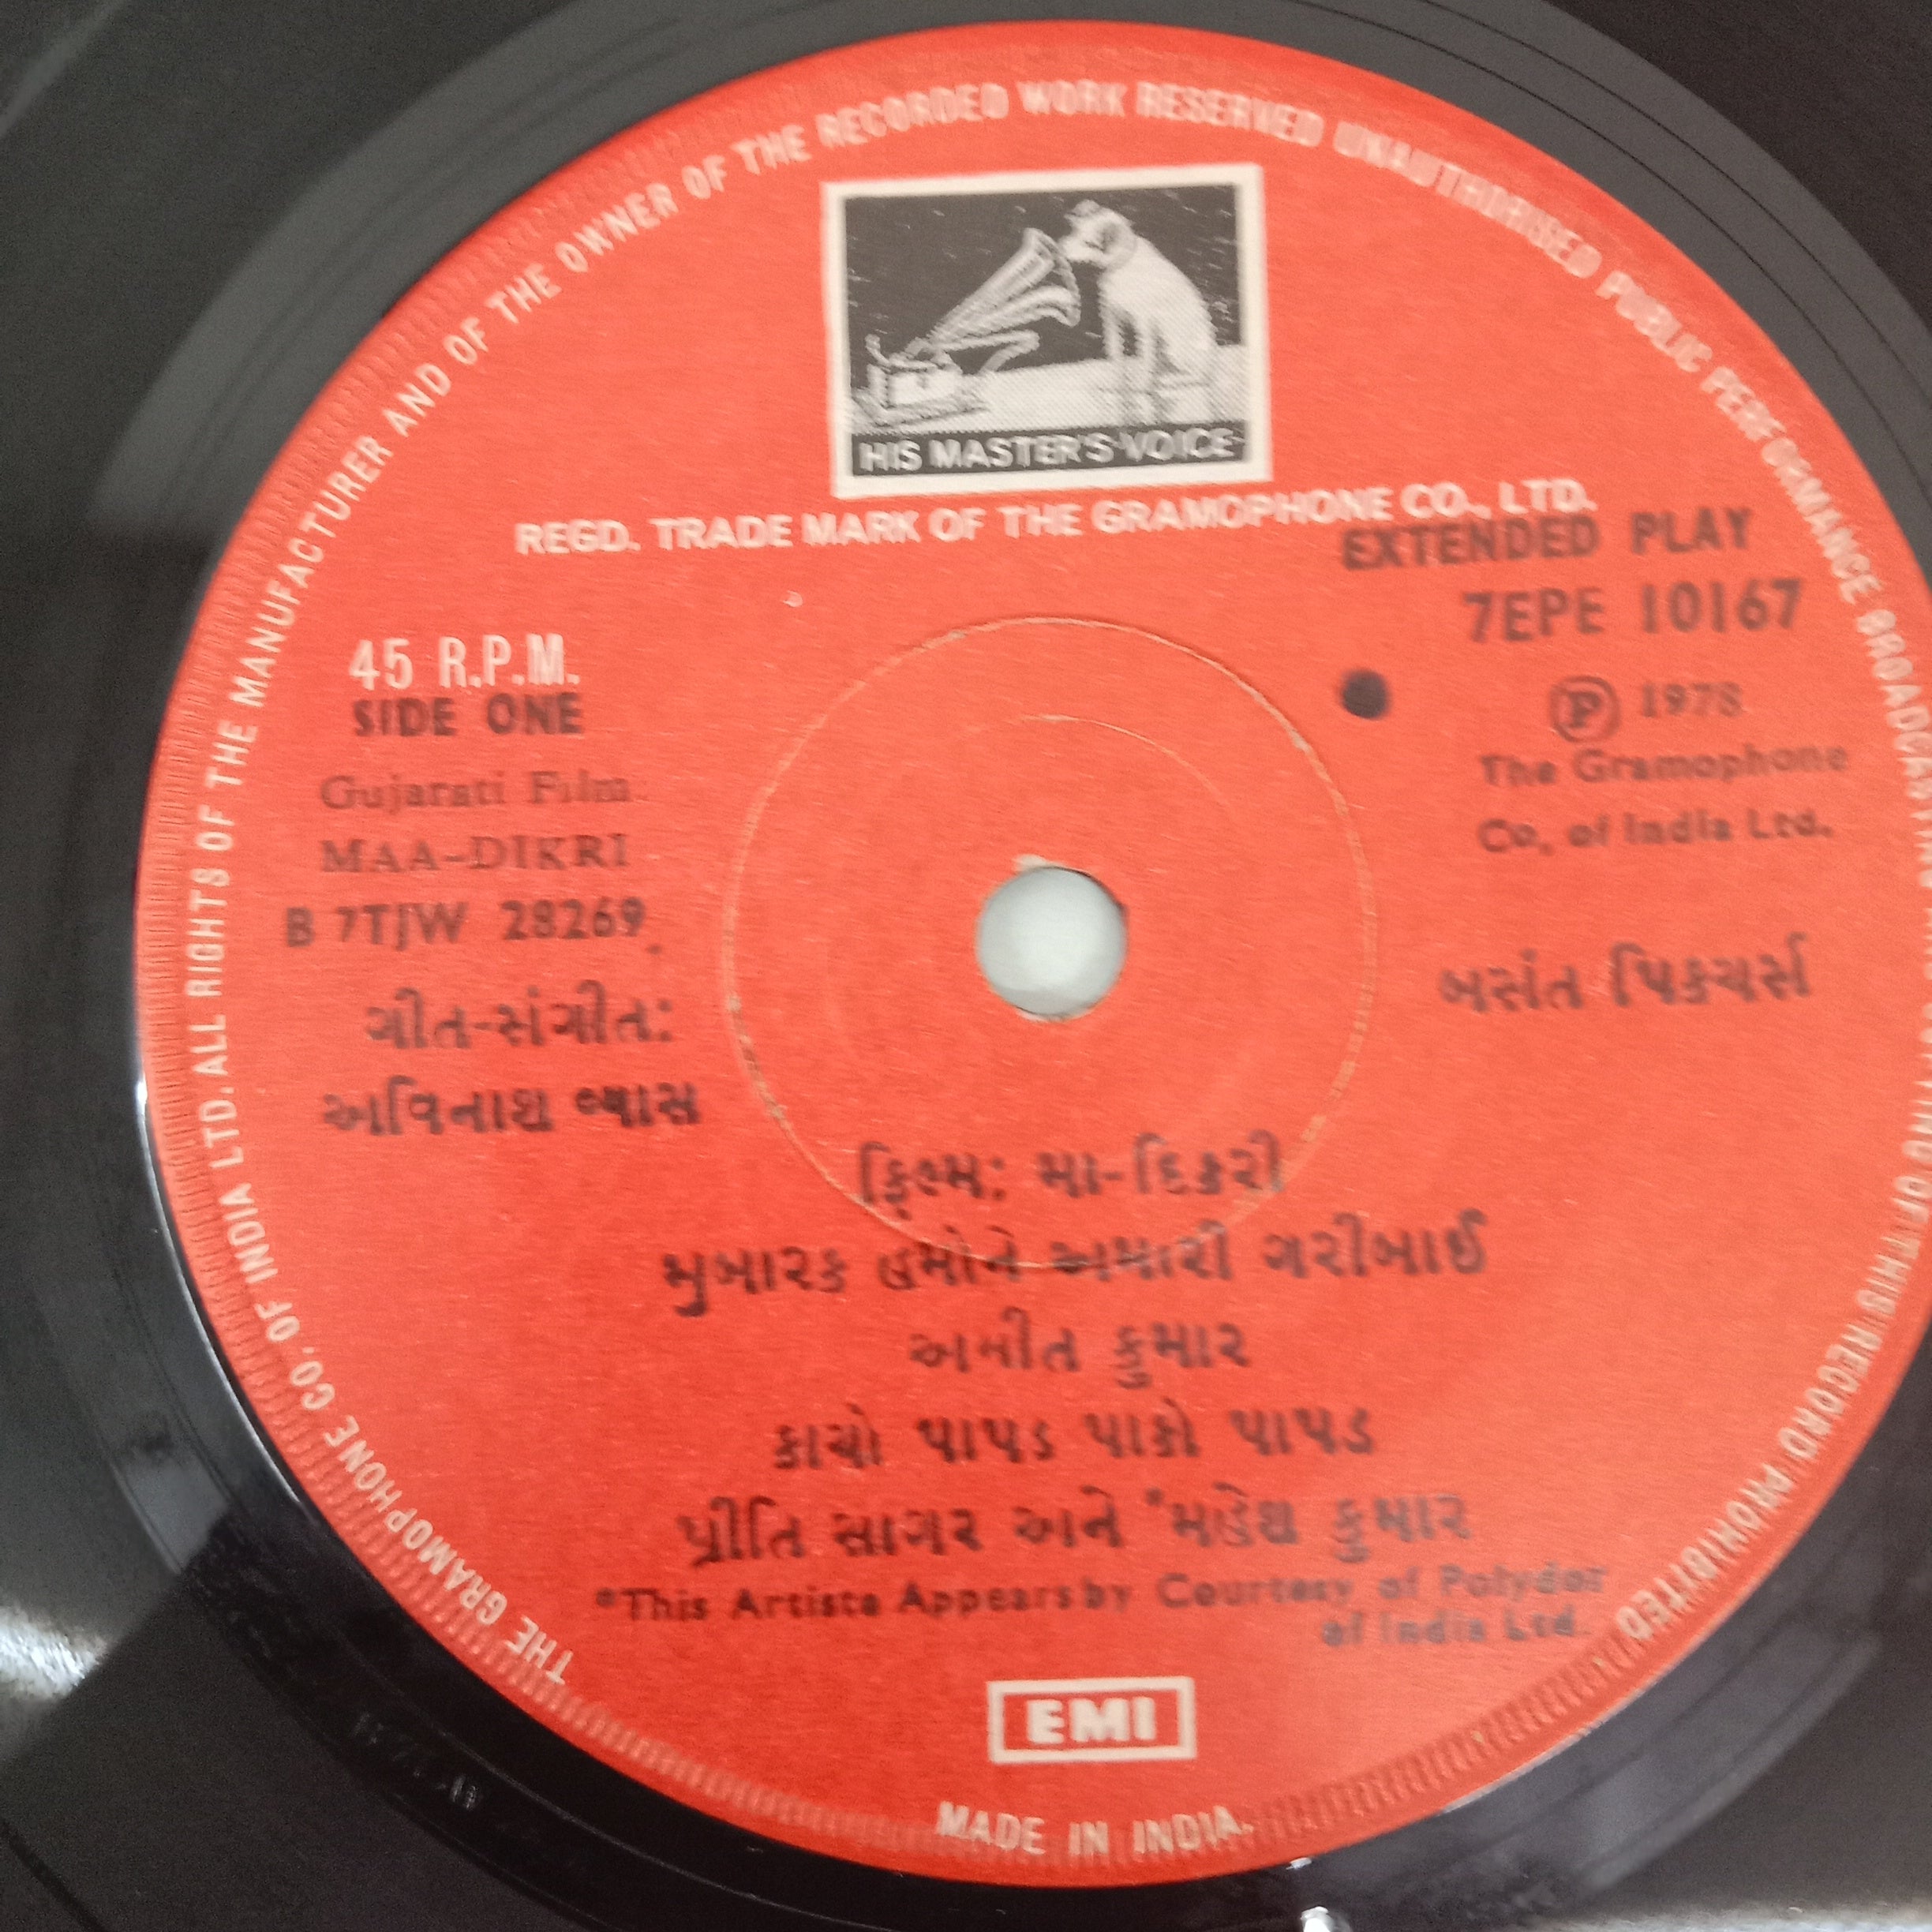 THE GRAMOPHONE CO. OF INDIA LTD. ALL RIGHTS OF THE MANUFACTURER AND OF THE OWNER OF THE RECORDED WORK RESERVED UNAUTHORISED PUBLIC PERFORMANCE BROADCASTING AND COPYING OF THIS RECORD PROHIBITED
HIS MASTER'S VOICE
REGD. TRADE MARK OF THE GRAMOPHONE CO., LTD.
EXTENDED PLAY
7EPE 10167
45 R.P.M.
SIDE ONE
Ⓟ 1978
Gujarati Film
The Gramophone
MAA-DIKRI
Co. of India Ltd.
B 7TJW 28269
ગીત-સંગીત:
બસંત પિક્ચર્સ
અવિનાશ વ્યાસ
ફિલ્મ: મા-દિકરી
મુબારક હમોને અમારી ગરીબાઈ
અમીત કુમાર
કાચો પાપડ પાકો પાપડ
પ્રીતિ સાગર અને *મહેશ કુમાર
*This Artiste Appears by Courtesy of Polydor
of India Ltd.
EMI
MADE IN INDIA.